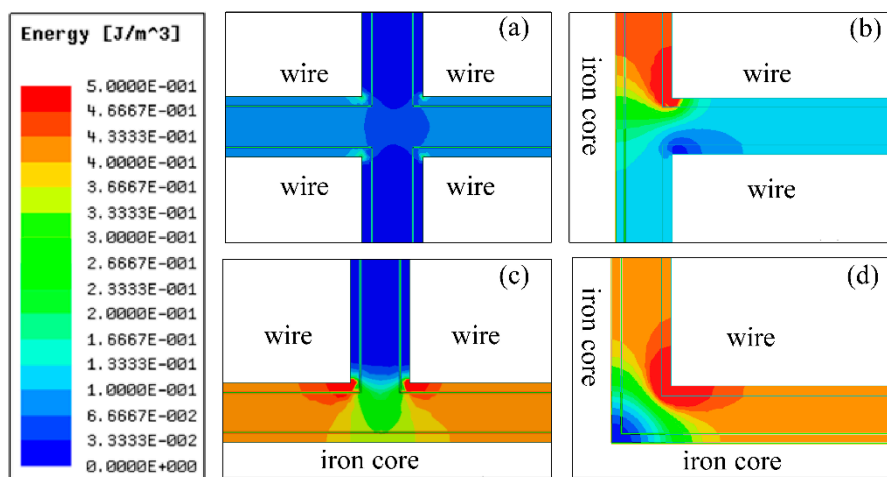 Energy [J/m^3]
5.0000E-001
4.6667E-001
4.3333E-001
4.0000E-001
3.6667E-001
3.3333E-001
3.0000E-001
2.6667E-001
2.3333E-001
2.0000E-001
1.6667E-001
1.3333E-001
1.0000E-001
6.6667E-002
3.3333E-002
0.0000E+000
(a)
wire
wire
wire
wire
(b)
wire
iron core
wire
(c)
wire
wire
iron core
(d)
iron core
wire
iron core